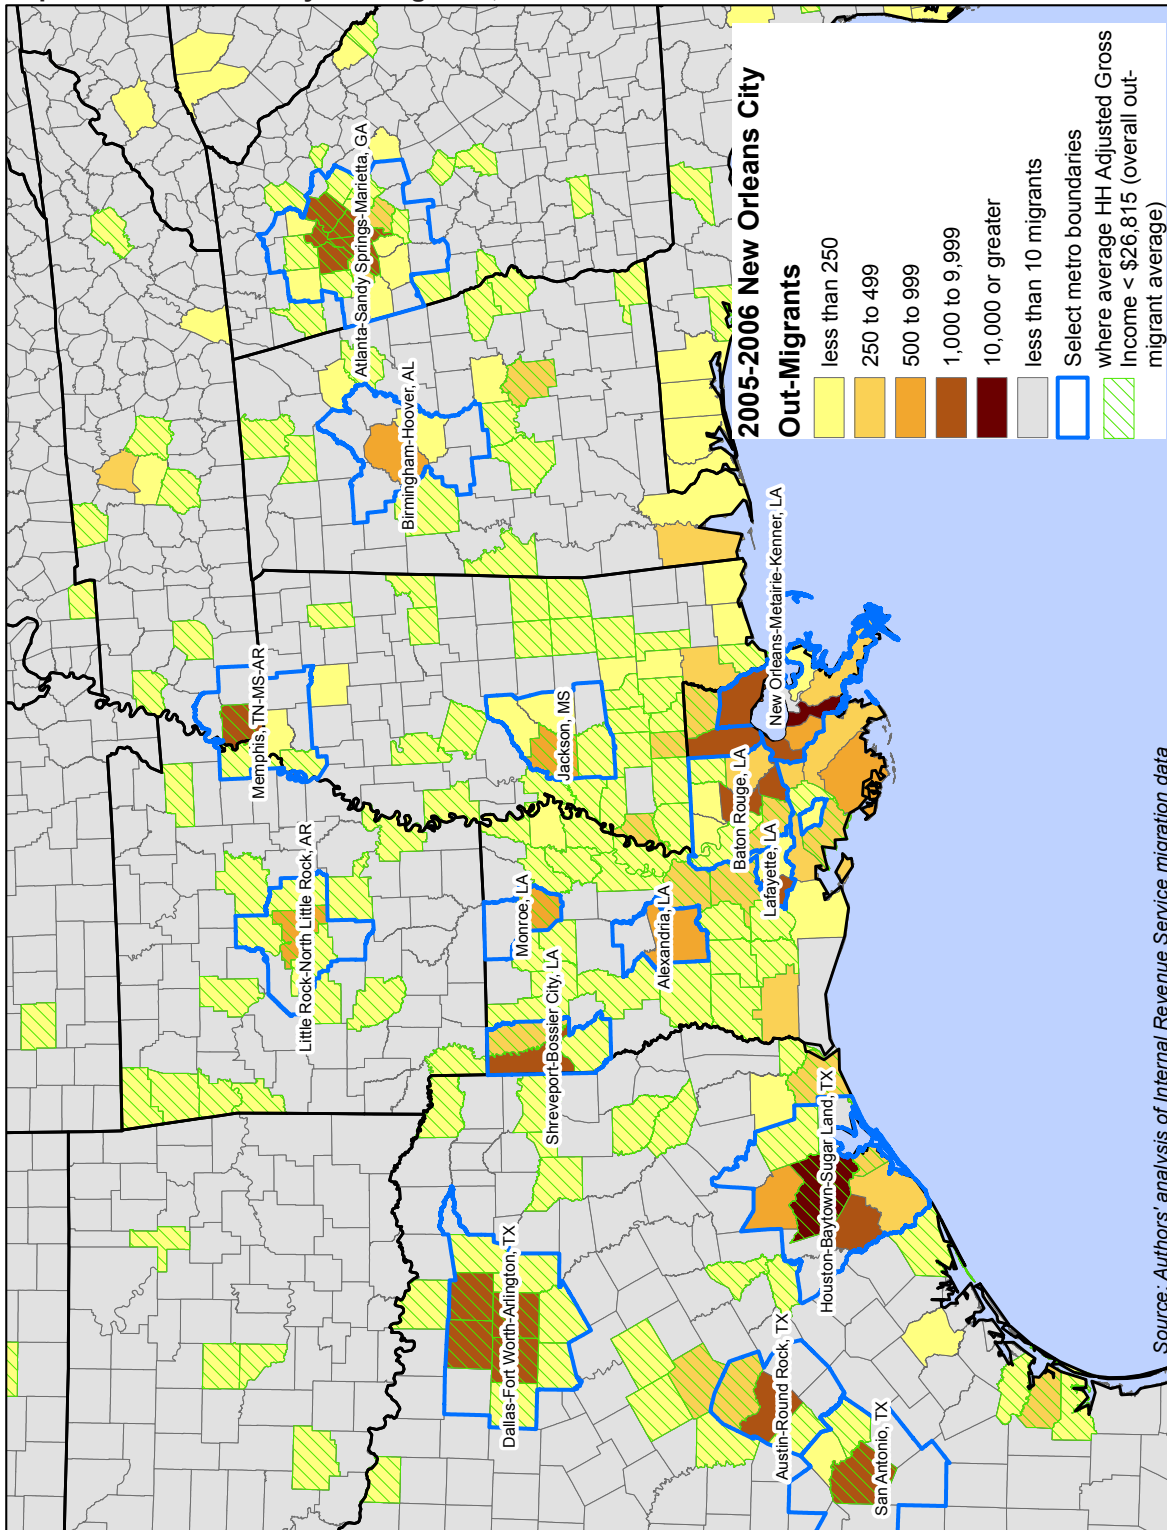 Atlanta-Sandy Springs-Marietta, GA
Birmingham-Hoover, AL
Memphis, TN-MS-AR
Jackson, MS
New Orleans-Metairie-Kenner, LA
Little Rock-North Little Rock, AR
Monroe, LA
Baton Rouge, LA
Lafayette, LA
Alexandria, LA
Shreveport-Bossier City, LA
Houston-Baytown-Sugar Land, TX
Dallas-Fort Worth-Arlington, TX
Austin-Round Rock, TX
San Antonio, TX
2005-2006 New Orleans City
Out-Migrants
less than 250
250 to 499
500 to 999
1,000 to 9,999
10,000 or greater
less than 10 migrants
Select metro boundaries
where average HH Adjusted Gross
Income < $26,815 (overall out-
migrant average)
Source: Authors' analysis of Internal Revenue Service migration data